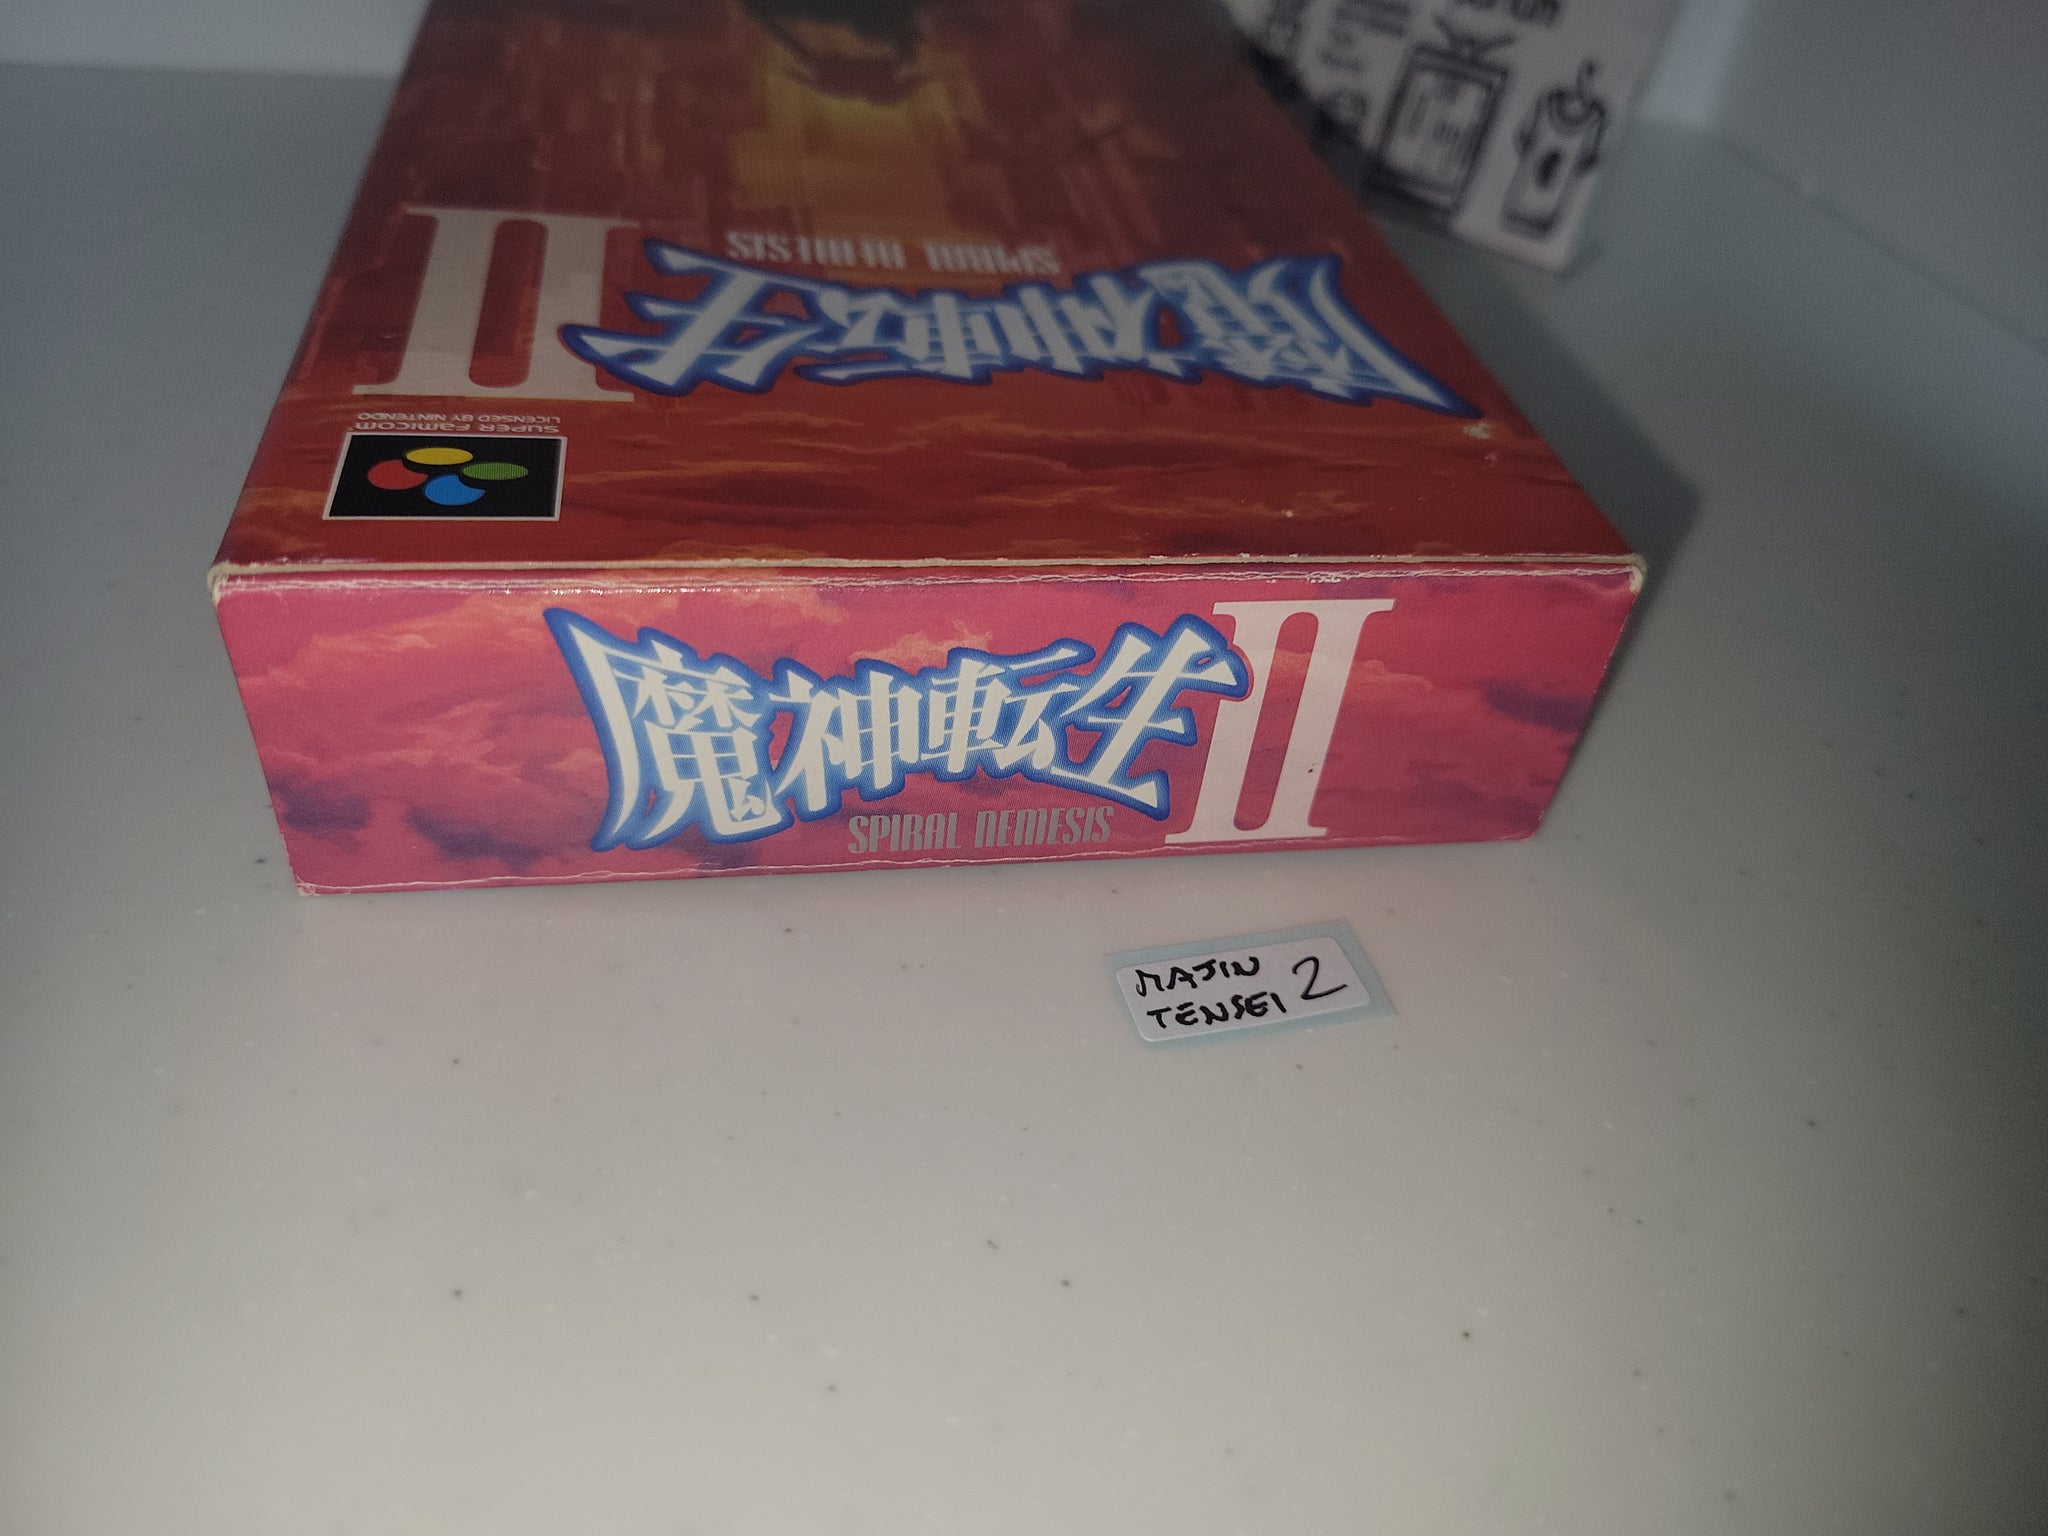 SPIRAL NEMESIS
魔神転生 II
SUPER FAMICOM
LICENSED BY NINTENDO
魔神転生 II
SPIRAL NEMESIS
MAJIN
TENSEI 2